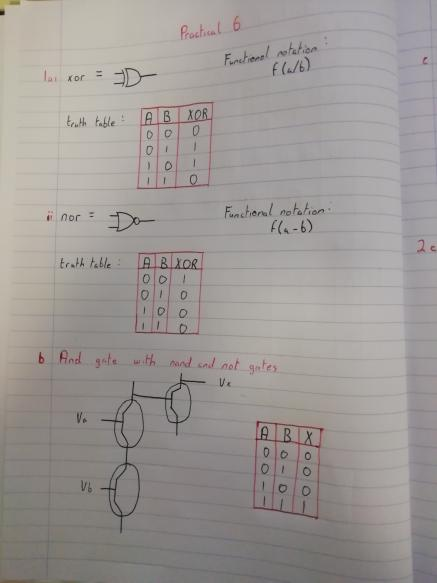 Practical 6
1ai xor =
Functional notation:
f(a/b)
truth table:
A B XOR
0 0 0
0 1 1
1 0 1
1 1 0
ii nor =
Functional notation:
f(a-b)
truth table:
A B XOR
0 0 1
0 1 0
1 0 0
1 1 0
b And gate with nand and not gates
Vx
Va
Vb
A B X
0 0 0
0 1 0
1 0 0
1 1 1
c
2